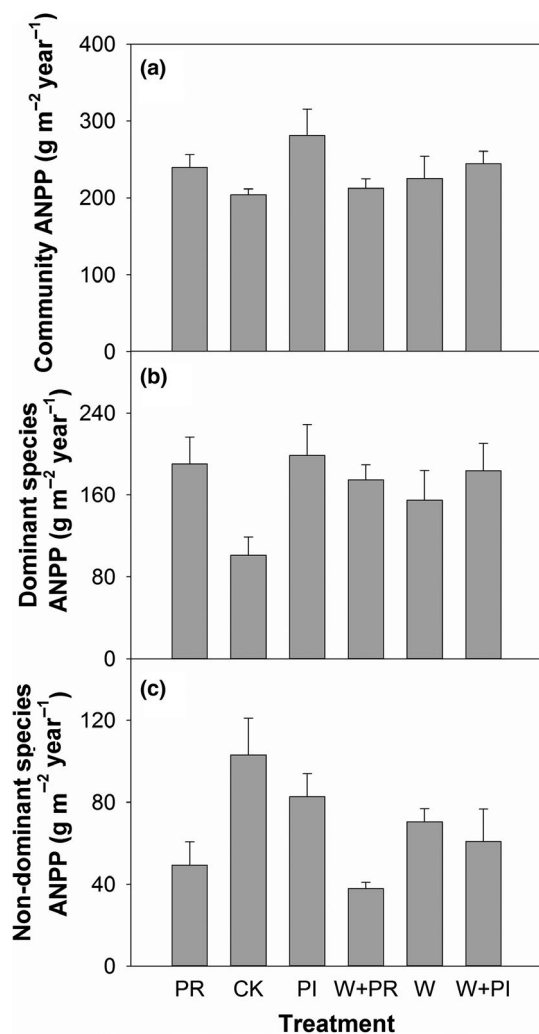 (a)
Community ANPP (g m⁻² year⁻¹)
400
300
200
100
0
(b)
Dominant species
ANPP (g m⁻² year⁻¹)
240
160
80
0
(c)
Non-dominant species
ANPP (g m⁻² year⁻¹)
120
80
40
0
PR CK PI W+PR W W+PI
Treatment